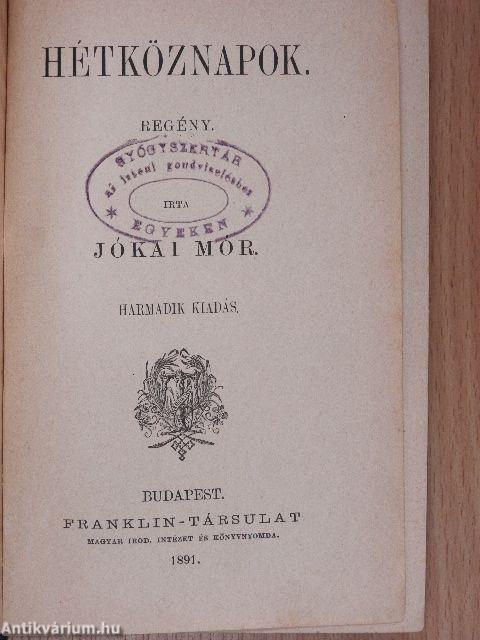 HÉTKÖZNAPOK.
REGÉNY.
GYÓGYSZERTÁR
az isteni gondviseléshez
* EGYEKEN *
IRTA
JÓKAI MÓR.
HARMADIK KIADÁS.
BUDAPEST.
FRANKLIN-TÁRSULAT
MAGYAR IROD. INTÉZET ÉS KÖNYVNYOMDA.
1891.
Antikvárium.hu